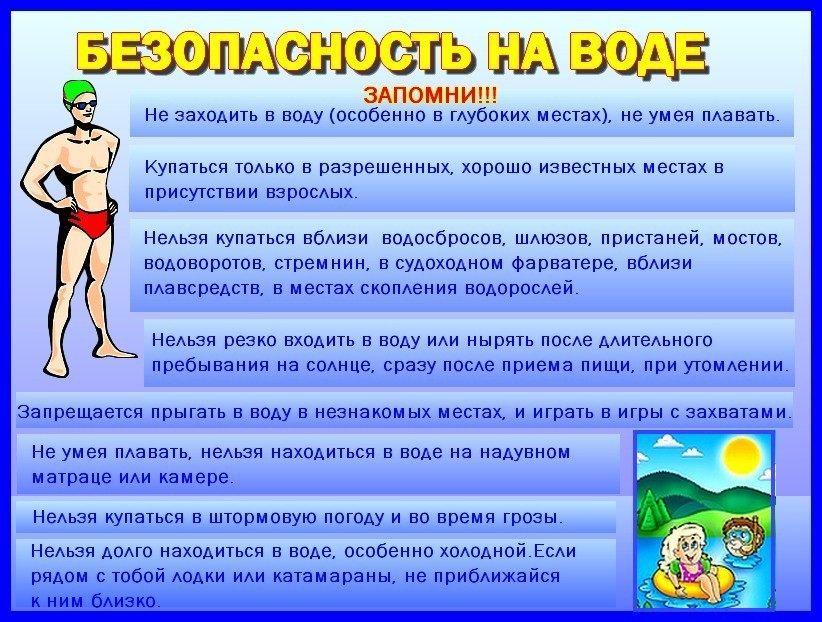 БЕЗОПАСНОСТЬ НА ВОДЕ
ЗАПОМНИ!!!
Не заходить в воду (особенно в глубоких местах), не умея плавать.
Купаться только в разрешенных, хорошо известных местах в
присутствии взрослых.
Нельзя купаться вблизи водосбросов, шлюзов, пристаней, мостов,
водоворотов, стремнин, в судоходном фарватере, вблизи
плавсредств, в местах скопления водорослей.
Нельзя резко входить в воду или нырять после длительного
пребывания на солнце, сразу после приема пищи, при утомлении.
Запрещается прыгать в воду в незнакомых местах, и играть в игры с захватами.
Не умея плавать, нельзя находиться в воде на надувном
матраце или камере.
Нельзя купаться в штормовую погоду и во время грозы.
Нельзя долго находиться в воде, особенно холодной.Если
рядом с тобой лодки или катамараны, не приближайся
к ним близко.